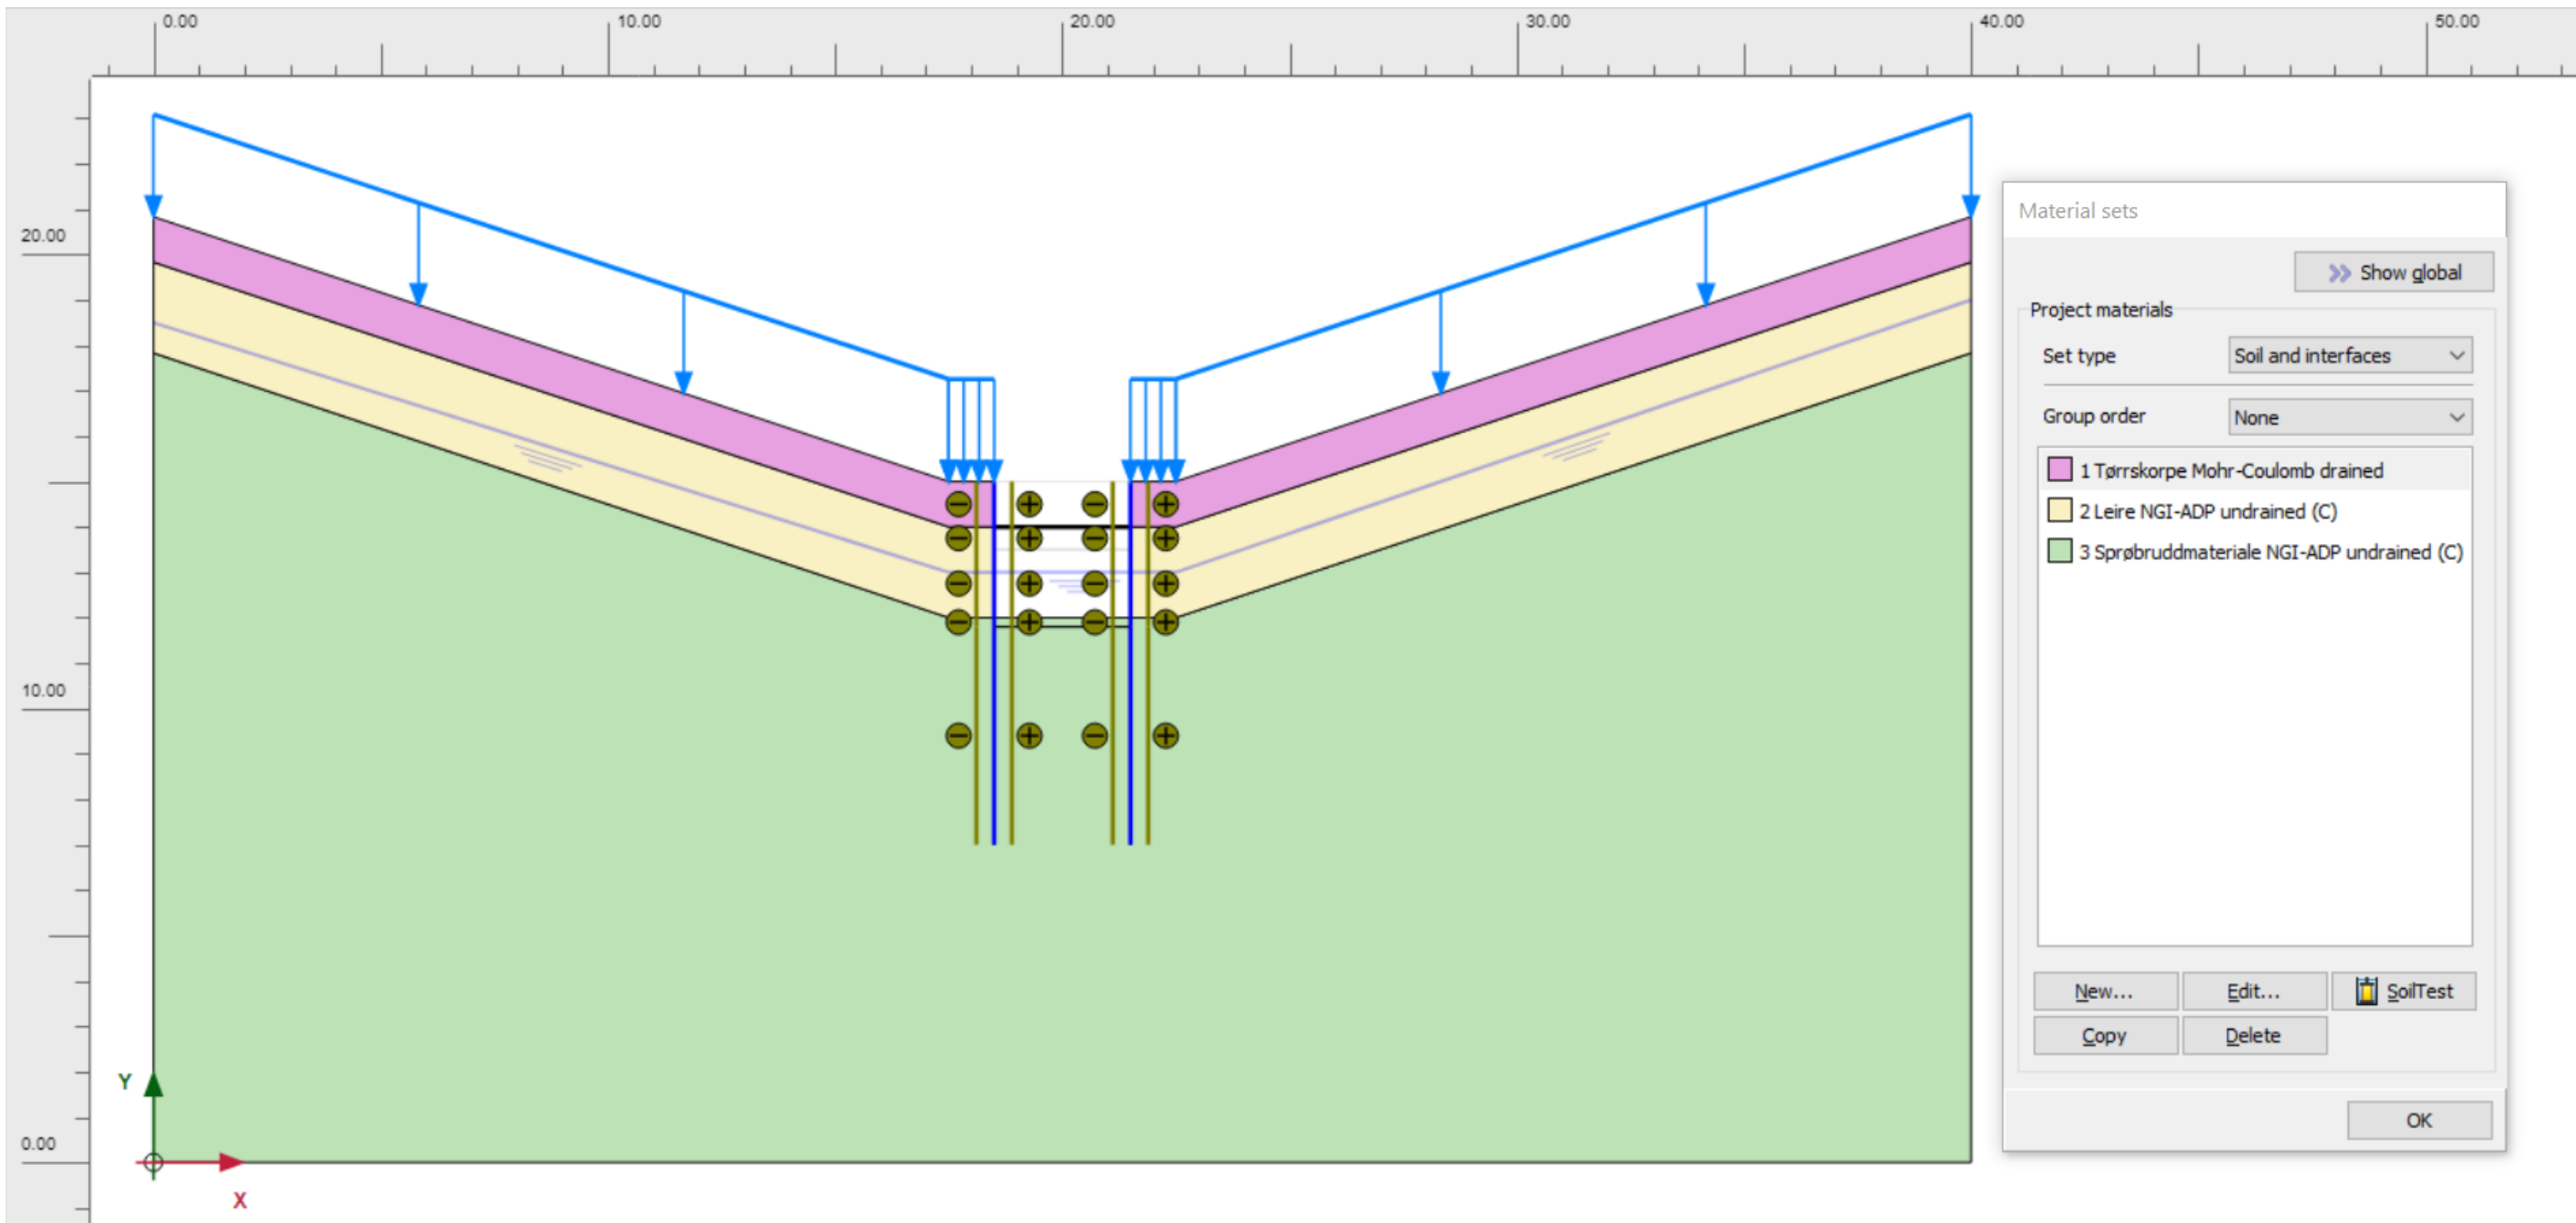 0.00
10.00
20.00
30.00
40.00
50.00
20.00
10.00
0.00
Y
X
Material sets
Show global
Project materials
Set type
Soil and interfaces
Group order
None
1 Tørrskorpe Mohr-Coulomb drained
2 Leire NGI-ADP undrained (C)
3 Sprøbruddmateriale NGI-ADP undrained (C)
New...
Edit...
SoilTest
Copy
Delete
OK